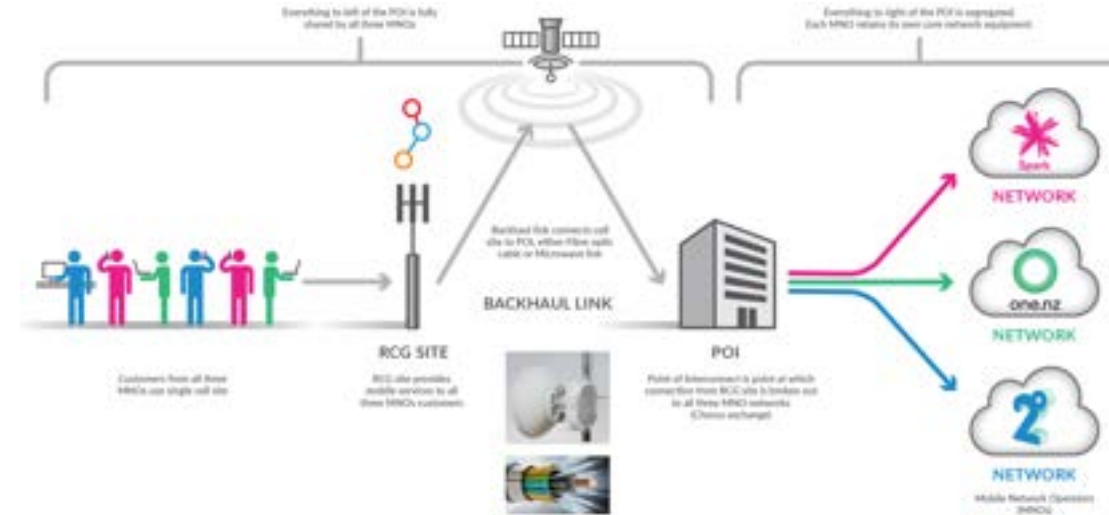 Everything to left of the POI is fully
shared by all three MNOs
Everything to right of the POI is segregated.
Each MNO retains its own core network equipment
Spark
NETWORK
Backhaul link connects cell
site to POI, either Fibre optic
cable or Microwave link
one.nz
NETWORK
BACKHAUL LINK
RCG SITE
POI
Customers from all three
MNOs use single cell site
RCG site provides
mobile services to all
three MNOs customers
Point of Interconnect is point at which
connection from RCG site is broken out
to all three MNO networks
(Chorus exchange)
2°
NETWORK
Mobile Network Operators
(MNOs)